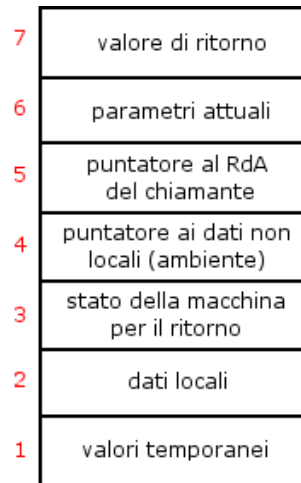 7 valore di ritorno
6 parametri attuali
5 puntatore al RdA
del chiamante
4 puntatore ai dati non
locali (ambiente)
3 stato della macchina
per il ritorno
2 dati locali
1 valori temporanei